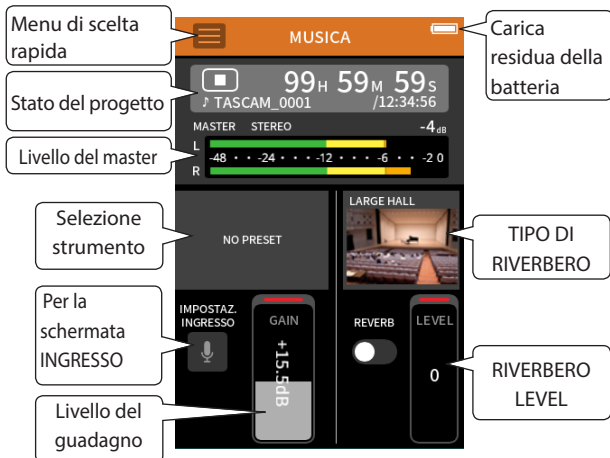 Menu di scelta
rapida
Stato del progetto
Livello del master
Selezione
strumento
Per la
schermata
INGRESSO
Livello del
guadagno
MUSICA
99H 59M 59S
♪ TASCAM_0001 /12:34:56
MASTER STEREO -4dB
L
-48 • • -24 • • • -12 • • • -6 • • -2 0
R
NO PRESET
LARGE HALL
IMPOSTAZ.
INGRESSO
GAIN
+15.5dB
REVERB
LEVEL
0
Carica
residua della
batteria
TIPO DI
RIVERBERO
RIVERBERO
LEVEL